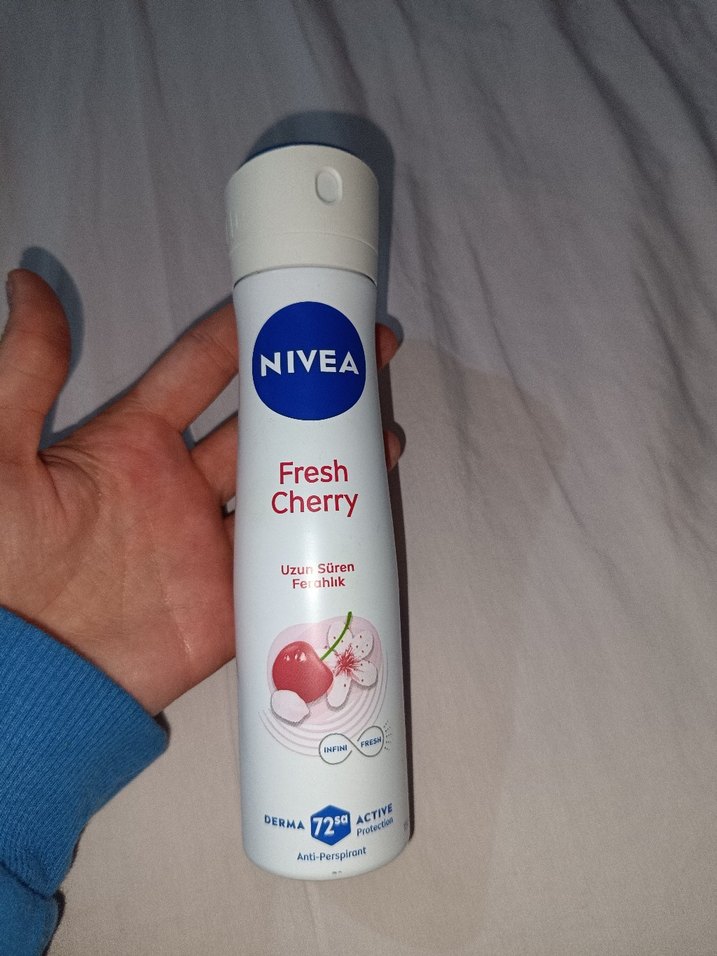 NIVEA
Fresh
Cherry
Uzun Süren
Ferahlık
INFINI FRESH
DERMA 72sa ACTIVE
Protection
Anti-Perspirant